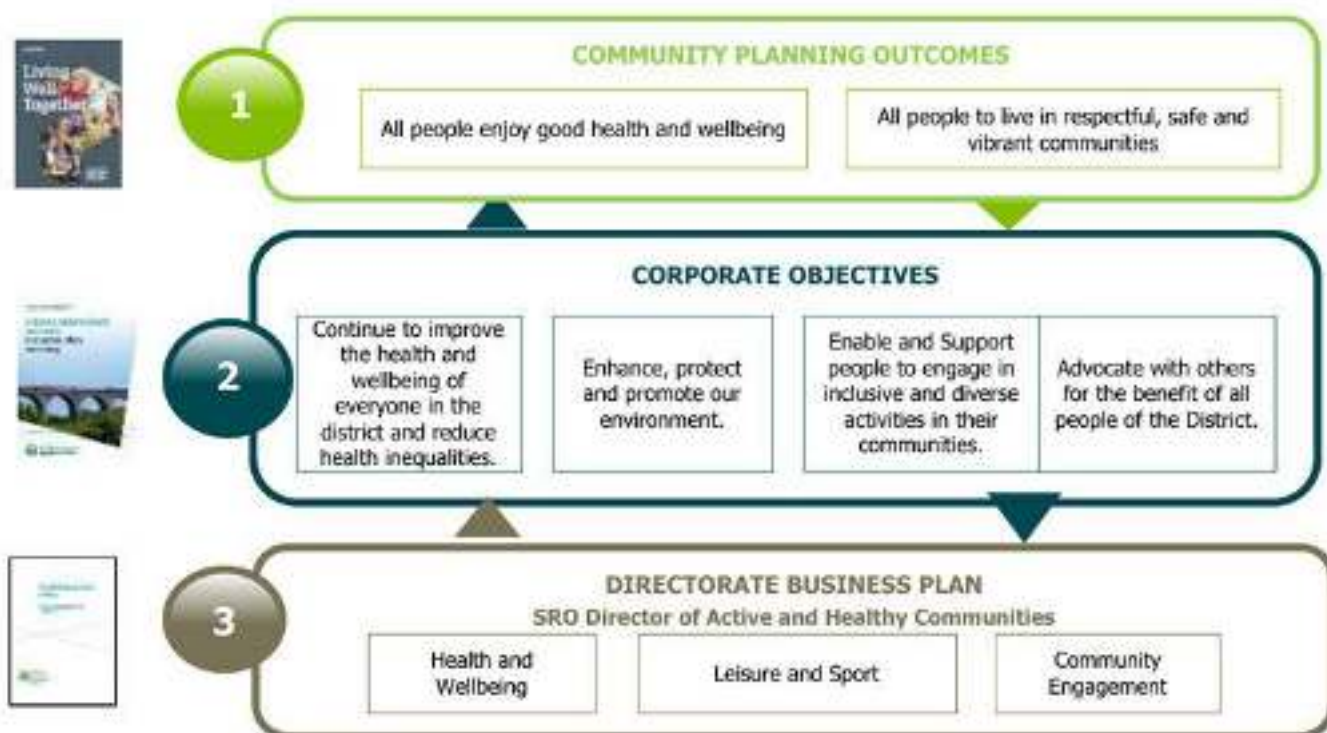 Living
Well
Together
1
COMMUNITY PLANNING OUTCOMES
All people enjoy good health and wellbeing
All people to live in respectful, safe and
vibrant communities
2
CORPORATE OBJECTIVES
Continue to improve
the health and
wellbeing of
everyone in the
district and reduce
health inequalities.
Enhance, protect
and promote our
environment.
Enable and Support
people to engage in
inclusive and diverse
activities in their
communities.
Advocate with others
for the benefit of all
people of the District.
3
DIRECTORATE BUSINESS PLAN
SRO Director of Active and Healthy Communities
Health and
Wellbeing
Leisure and Sport
Community
Engagement